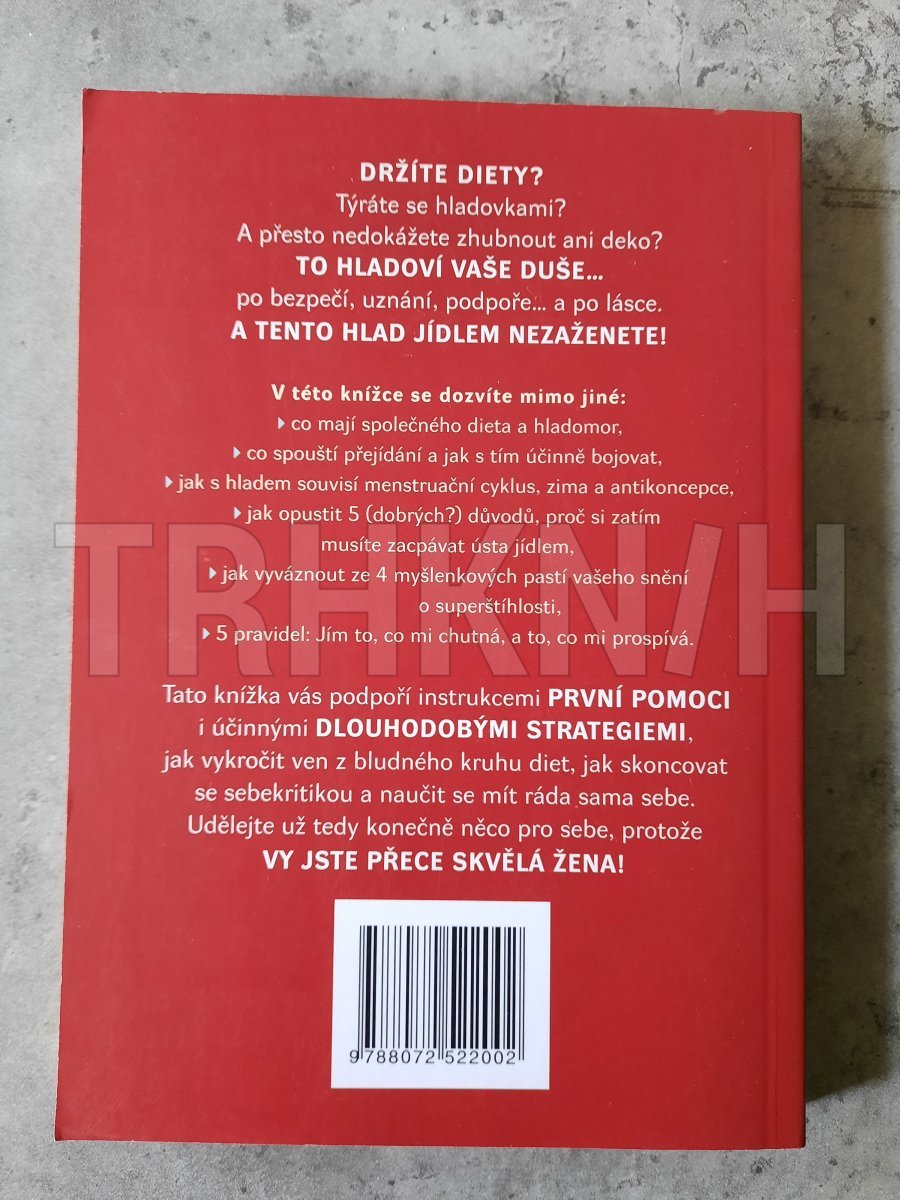 DRŽÍTE DIETY?
Týráte se hladovkami?
A přesto nedokážete zhubnout ani deko?
TO HLADOVÍ VAŠE DUŠE...
po bezpečí, uznání, podpoře... a po lásce.
A TENTO HLAD JÍDLEM NEZAŽENETE!
V této knížce se dozvíte mimo jiné:
co mají společného dieta a hladomor,
co spouští přejídání a jak s tím účinně bojovat,
jak s hladem souvisí menstruační cyklus, zima a antikoncepce,
jak opustit 5 (dobrých?) důvodů, proč si zatím
musíte zacpávat ústa jídlem,
jak vyváznout ze 4 myšlenkových pastí vašeho snění
o superštíhlosti,
5 pravidel: Jím to, co mi chutná, a to, co mi prospívá.
TRHKNIH
Tato knížka vás podpoří instrukcemi PRVNÍ POMOCI
i účinnými DLOUHODOBÝMI STRATEGIEMI,
jak vykročit ven z bludného kruhu diet, jak skoncovat
se sebekritikou a naučit se mít ráda sama sebe.
Udělejte už tedy konečně něco pro sebe, protože
VY JSTE PŘECE SKVĚLÁ ŽENA!
9 788072 522002